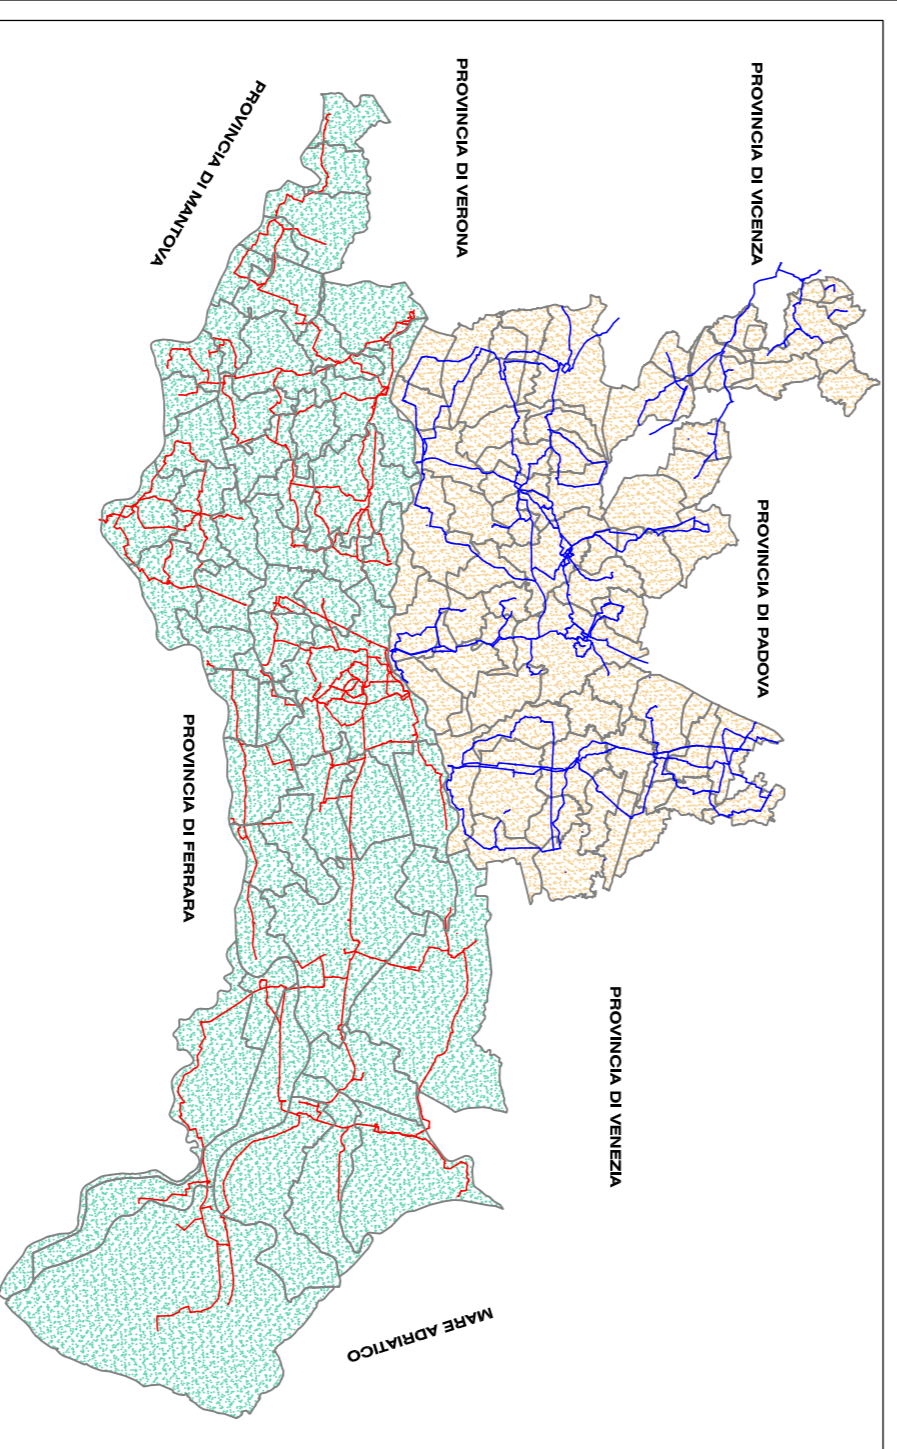 PROVINCIA DI VICENZA
PROVINCIA DI VERONA
PROVINCIA DI MANTOVA
PROVINCIA DI PADOVA
PROVINCIA DI FERRARA
PROVINCIA DI VENEZIA
MARE ADRIATICO